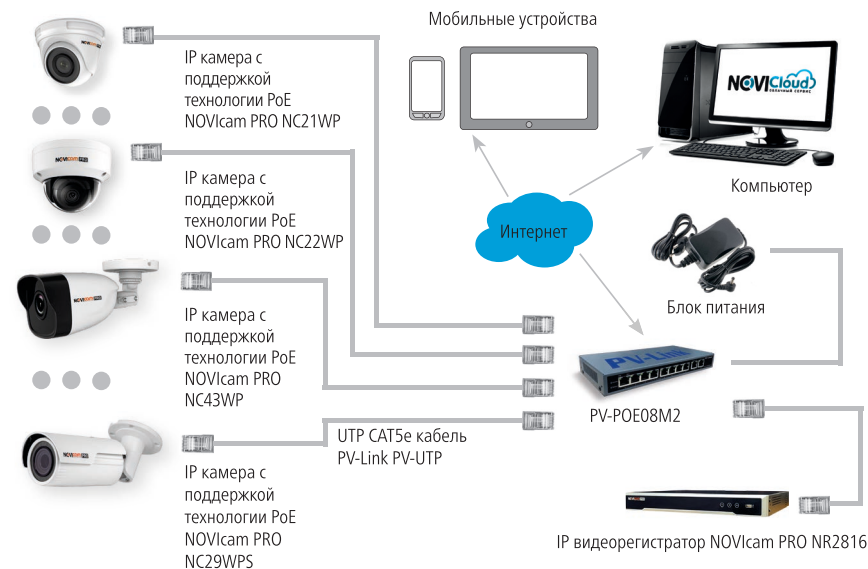 Мобильные устройства
IP камера с
поддержкой
технологии PoE
NOVIcam PRO NC21WP
NOVICloud
ОБЛАЧНЫЙ СЕРВИС
Компьютер
IP камера с
поддержкой
технологии PoE
NOVIcam PRO NC22WP
Интернет
Блок питания
IP камера с
поддержкой
технологии PoE
NOVIcam PRO
NC43WP
PV-Link
PV-POE08M2
UTP CAT5e кабель
PV-Link PV-UTP
IP камера с
поддержкой
технологии PoE
NOVIcam PRO
NC29WPS
IP видеорегистратор NOVIcam PRO NR2816